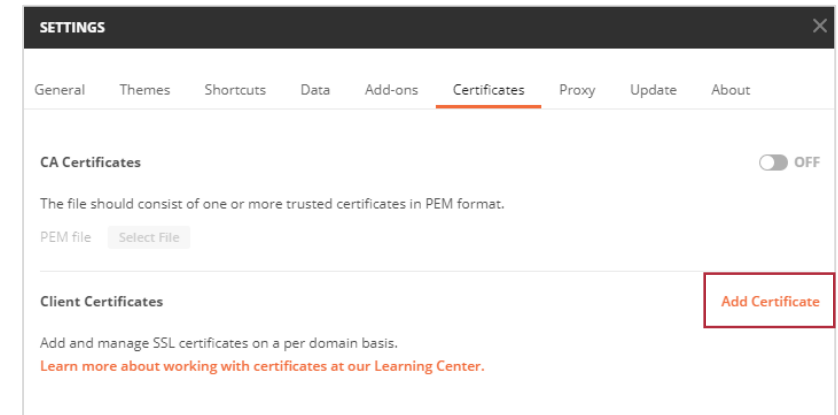 SETTINGS
General Themes Shortcuts Data Add-ons Certificates Proxy Update About
CA Certificates OFF
The file should consist of one or more trusted certificates in PEM format.
PEM file Select File
Client Certificates Add Certificate
Add and manage SSL certificates on a per domain basis.
Learn more about working with certificates at our Learning Center.